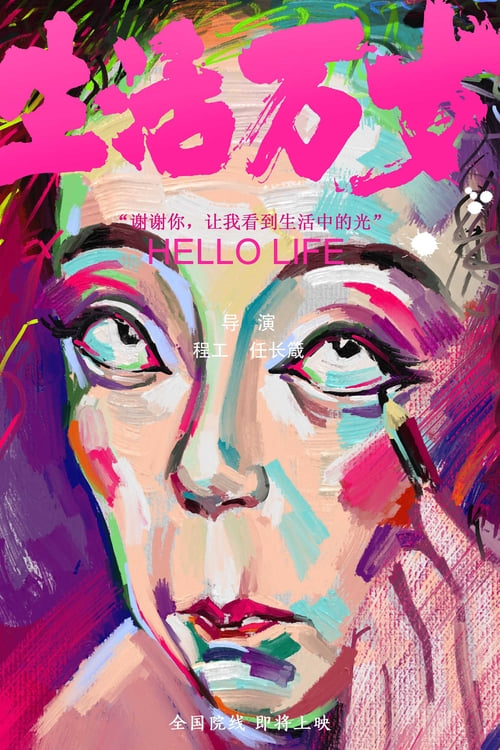 生活万岁
“谢谢你，让我看到生活中的光”
HELLO LIFE
导 演
程工 任长箴
全国院线 即将上映